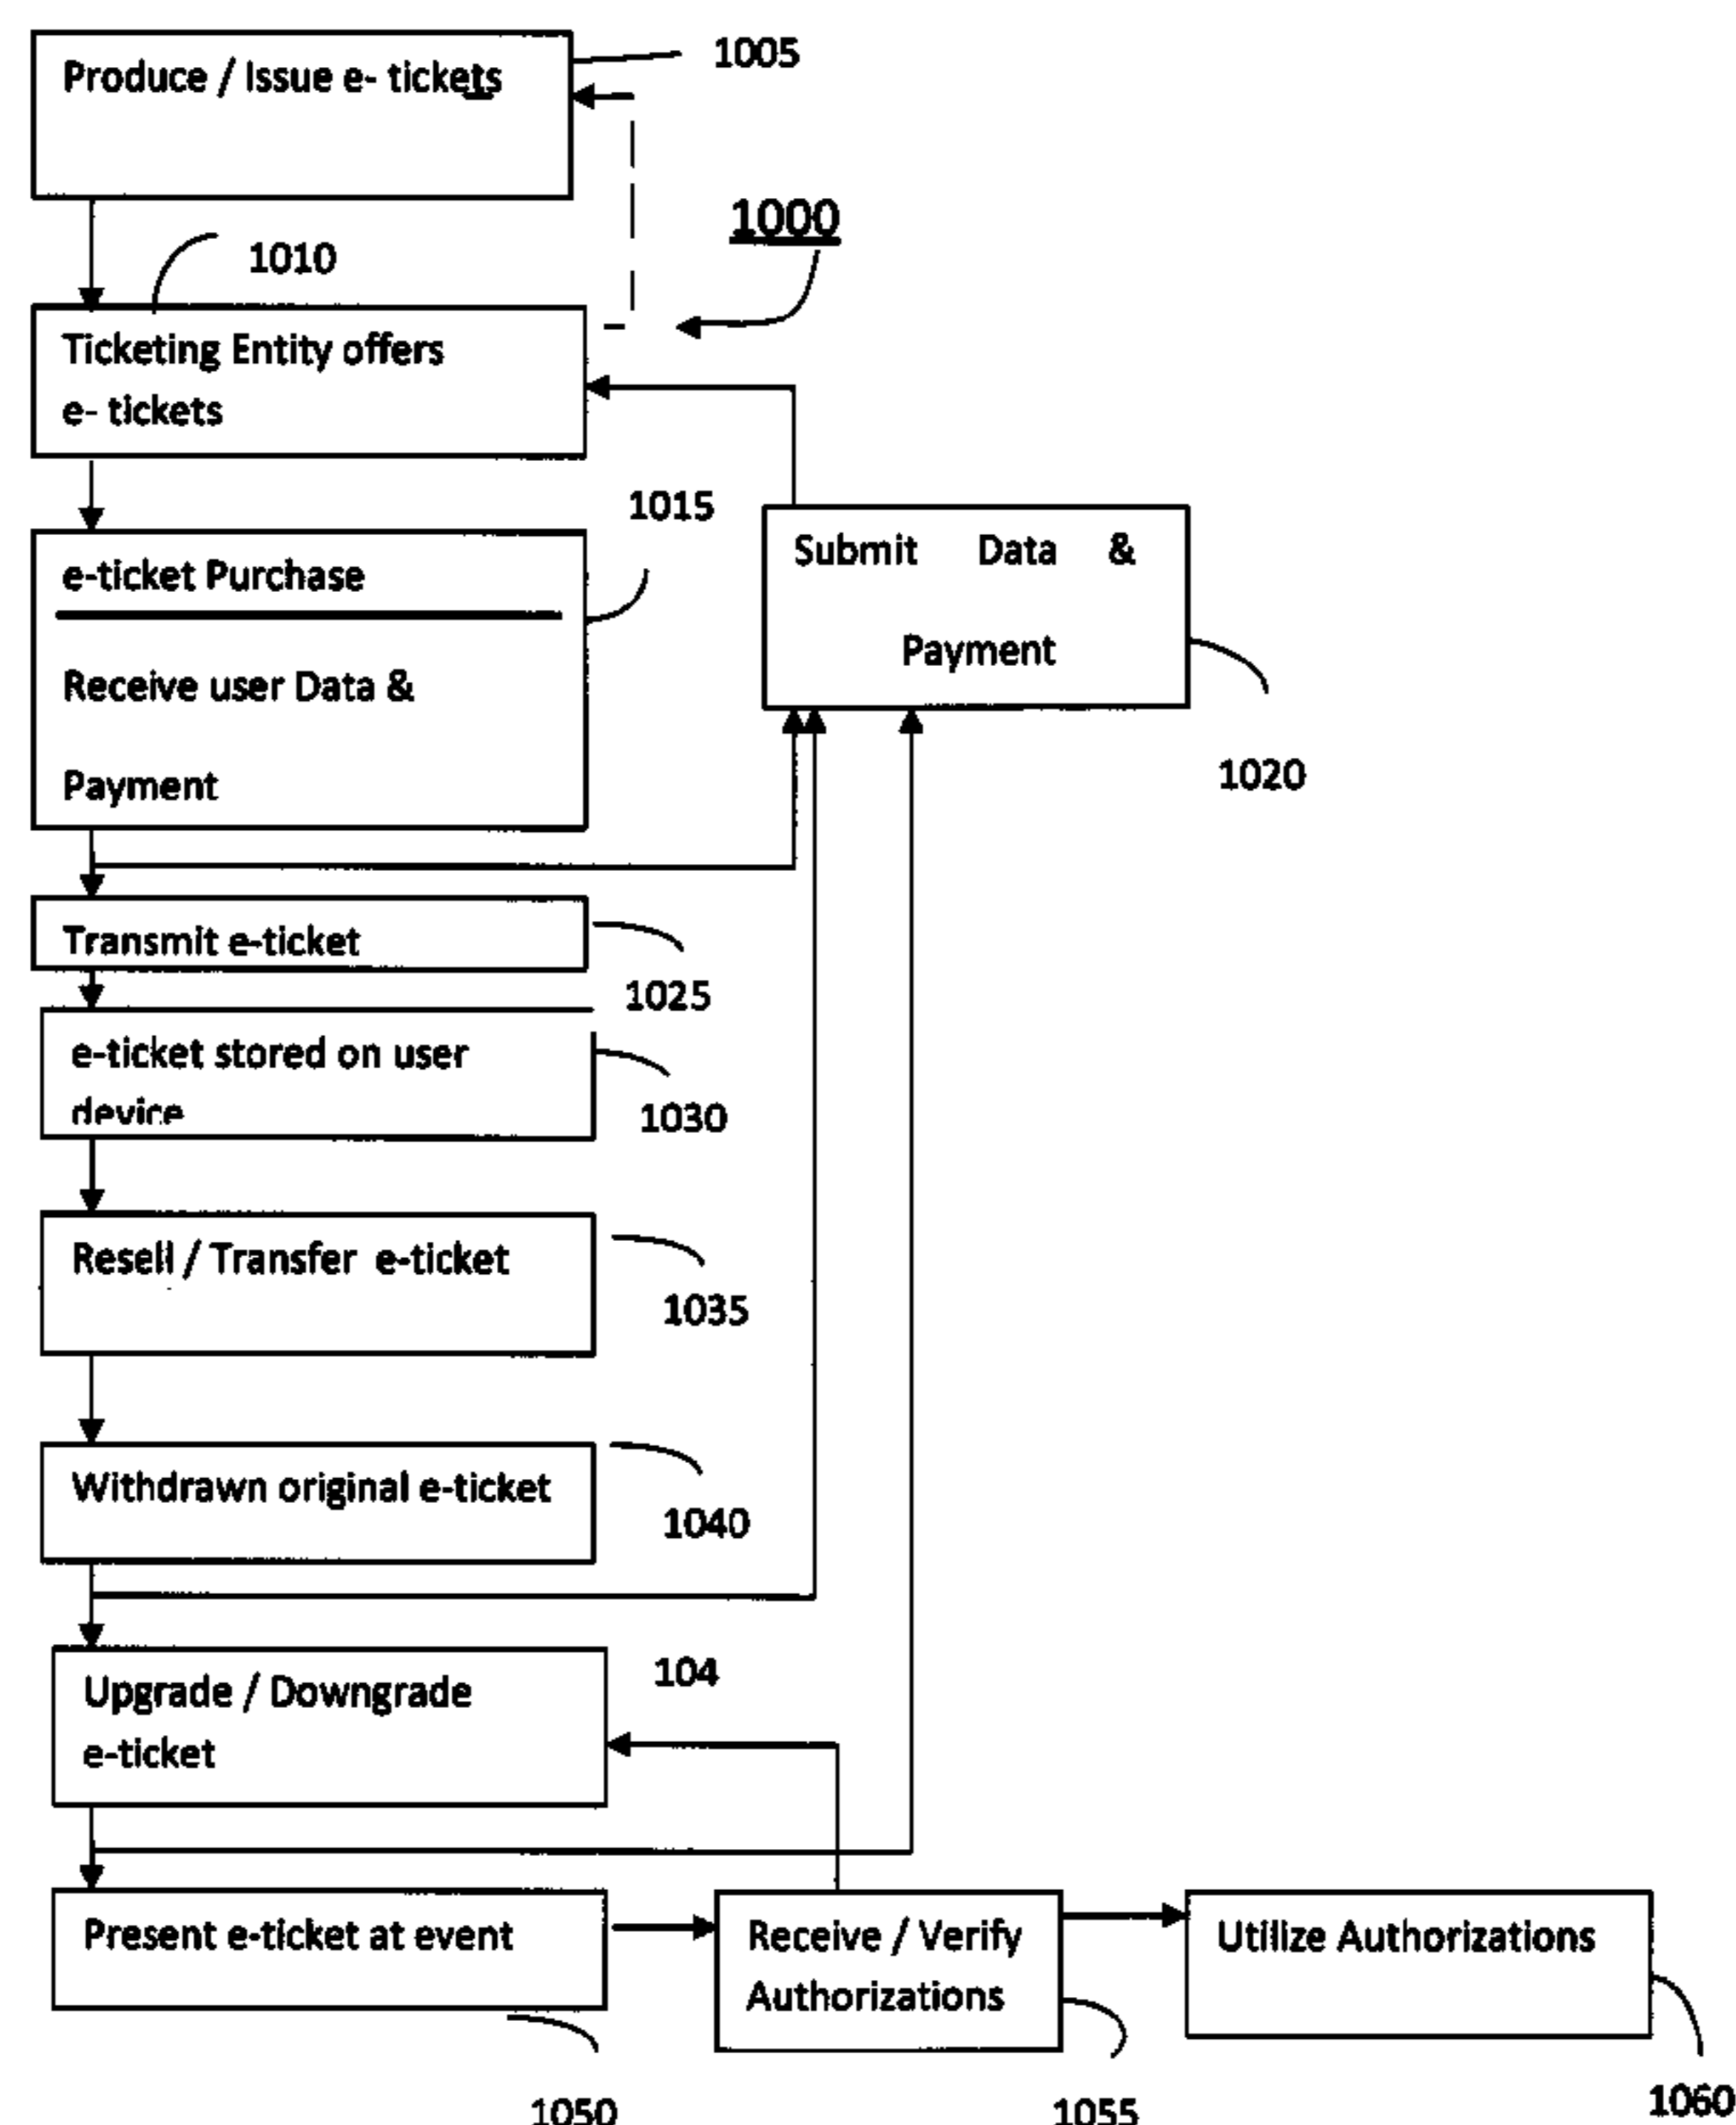 Produce / Issue e- tickets
1005
1000
1010
Ticketing Entity offers
e- tickets
1015
e-ticket Purchase
Receive user Data &
Payment
Submit Data &
Payment
1020
Transmit e-ticket
1025
e-ticket stored on user
device
1030
Resell / Transfer e-ticket
1035
Withdrawn original e-ticket
1040
104
Upgrade / Downgrade
e-ticket
Present e-ticket at event
1050
Receive / Verify
Authorizations
1055
Utilize Authorizations
1060